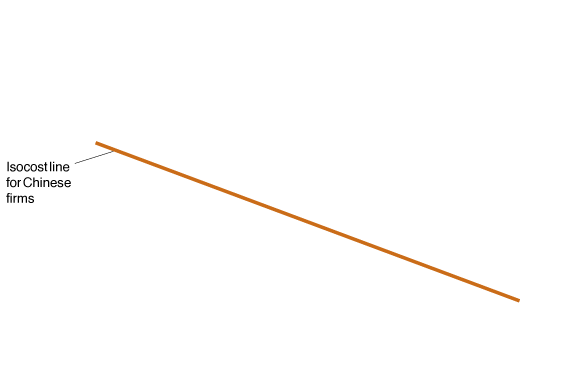 Isocost line
for Chinese
firms